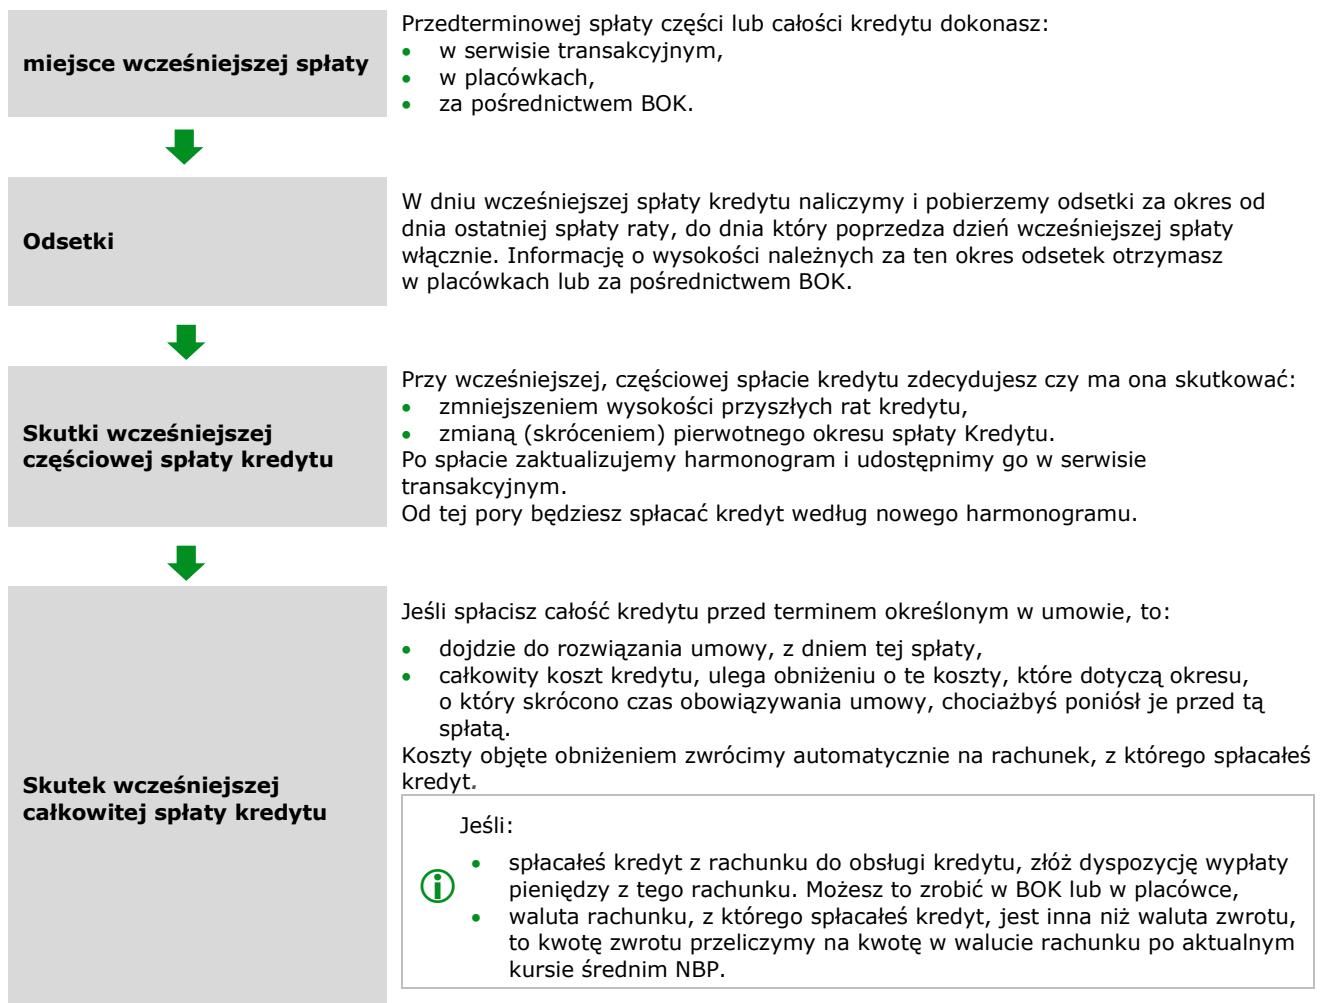 miejsce wcześniejszej spłaty
Przedterminowej spłaty części lub całości kredytu dokonasz:
• w serwisie transakcyjnym,
• w placówkach,
• za pośrednictwem BOK.
Odsetki
W dniu wcześniejszej spłaty kredytu naliczymy i pobierzemy odsetki za okres od
dnia ostatniej spłaty raty, do dnia który poprzedza dzień wcześniejszej spłaty
włącznie. Informację o wysokości należnych za ten okres odsetek otrzymasz
w placówkach lub za pośrednictwem BOK.
Skutki wcześniejszej
częściowej spłaty kredytu
Przy wcześniejszej, częściowej spłacie kredytu zdecydujesz czy ma ona skutkować:
• zmniejszeniem wysokości przyszłych rat kredytu,
• zmianą (skróceniem) pierwotnego okresu spłaty Kredytu.
Po spłacie zaktualizujemy harmonogram i udostępnimy go w serwisie
transakcyjnym.
Od tej pory będziesz spłacać kredyt według nowego harmonogramu.
Skutek wcześniejszej
całkowitej spłaty kredytu
Jeśli spłacisz całość kredytu przed terminem określonym w umowie, to:
• dojdzie do rozwiązania umowy, z dniem tej spłaty,
• całkowity koszt kredytu, ulega obniżeniu o te koszty, które dotyczą okresu,
o który skrócono czas obowiązywania umowy, chociażbyś poniósł je przed tą
spłatą.
Koszty objęte obniżeniem zwrócimy automatycznie na rachunek, z którego spłacałeś
kredyt.
Jeśli:
• spłacałeś kredyt z rachunku do obsługi kredytu, złóż dyspozycję wypłaty
pieniędzy z tego rachunku. Możesz to zrobić w BOK lub w placówce,
• waluta rachunku, z którego spłacałeś kredyt, jest inna niż waluta zwrotu,
to kwotę zwrotu przeliczymy na kwotę w walucie rachunku po aktualnym
kursie średnim NBP.